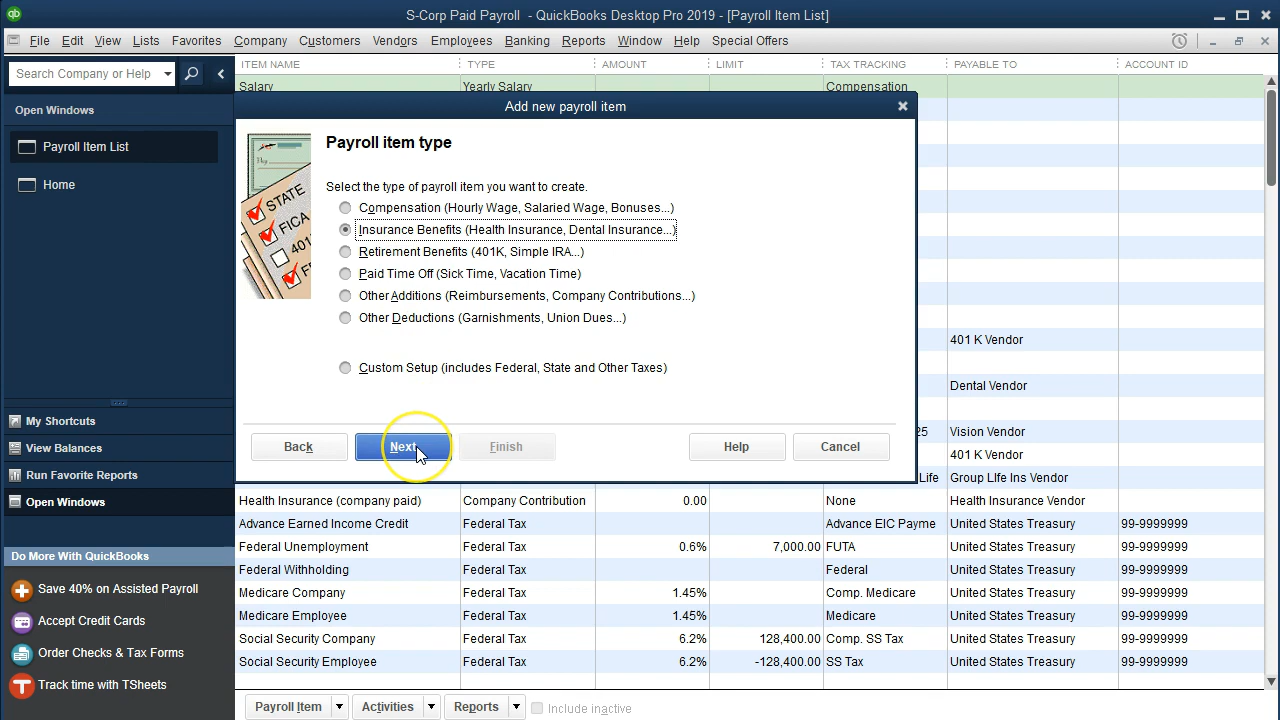 S-Corp Paid Payroll - QuickBooks Desktop Pro 2019 - [Payroll Item List]
File Edit View Lists Favorites Company Customers Vendors Employees Banking Reports Window Help Special Offers
Search Company or Help
ITEM NAME TYPE AMOUNT LIMIT TAX TRACKING PAYABLE TO ACCOUNT ID
Salary Yearly Salary Compensation
Open Windows
Payroll Item List
Home
Add new payroll item
Payroll item type
STATE
FICA
Select the type of payroll item you want to create.
Compensation (Hourly Wage, Salaried Wage, Bonuses...)
Insurance Benefits (Health Insurance, Dental Insurance...)
Retirement Benefits (401K, Simple IRA...)
Paid Time Off (Sick Time, Vacation Time)
Other Additions (Reimbursements, Company Contributions...)
Other Deductions (Garnishments, Union Dues...)
Custom Setup (includes Federal, State and Other Taxes)
Back Next Finish Help Cancel
401 K Vendor
Dental Vendor
25 Vision Vendor
401 K Vendor
Life Group LIfe Ins Vendor
Health Insurance (company paid) Company Contribution 0.00 None Health Insurance Vendor
Advance Earned Income Credit Federal Tax Advance EIC Payme United States Treasury 99-9999999
Federal Unemployment Federal Tax 0.6% 7,000.00 FUTA United States Treasury 99-9999999
Federal Withholding Federal Tax Federal United States Treasury 99-9999999
Medicare Company Federal Tax 1.45% Comp. Medicare United States Treasury 99-9999999
Medicare Employee Federal Tax 1.45% Medicare United States Treasury 99-9999999
Social Security Company Federal Tax 6.2% 128,400.00 Comp. SS Tax United States Treasury 99-9999999
Social Security Employee Federal Tax 6.2% -128,400.00 SS Tax United States Treasury 99-9999999
My Shortcuts
View Balances
Run Favorite Reports
Open Windows
Do More With QuickBooks
Save 40% on Assisted Payroll
Accept Credit Cards
Order Checks & Tax Forms
Track time with TSheets
Payroll Item Activities Reports Include inactive